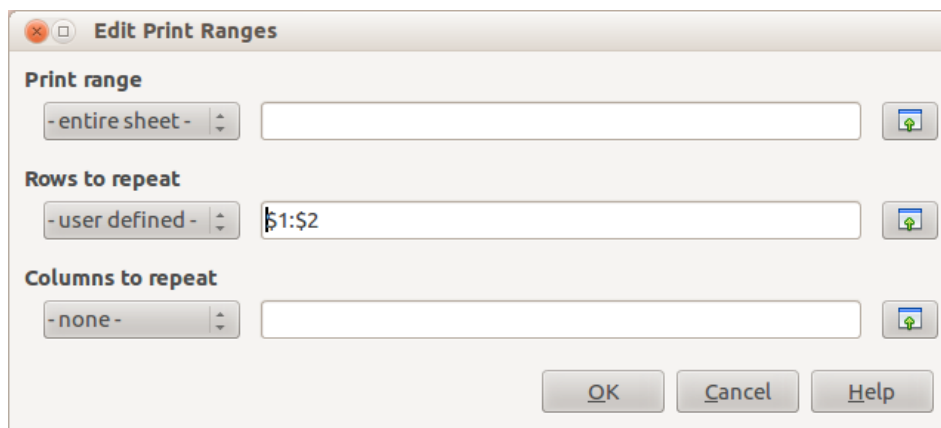 Edit Print Ranges
Print range
- entire sheet -
Rows to repeat
- user defined - $1:$2
Columns to repeat
- none -
OK Cancel Help